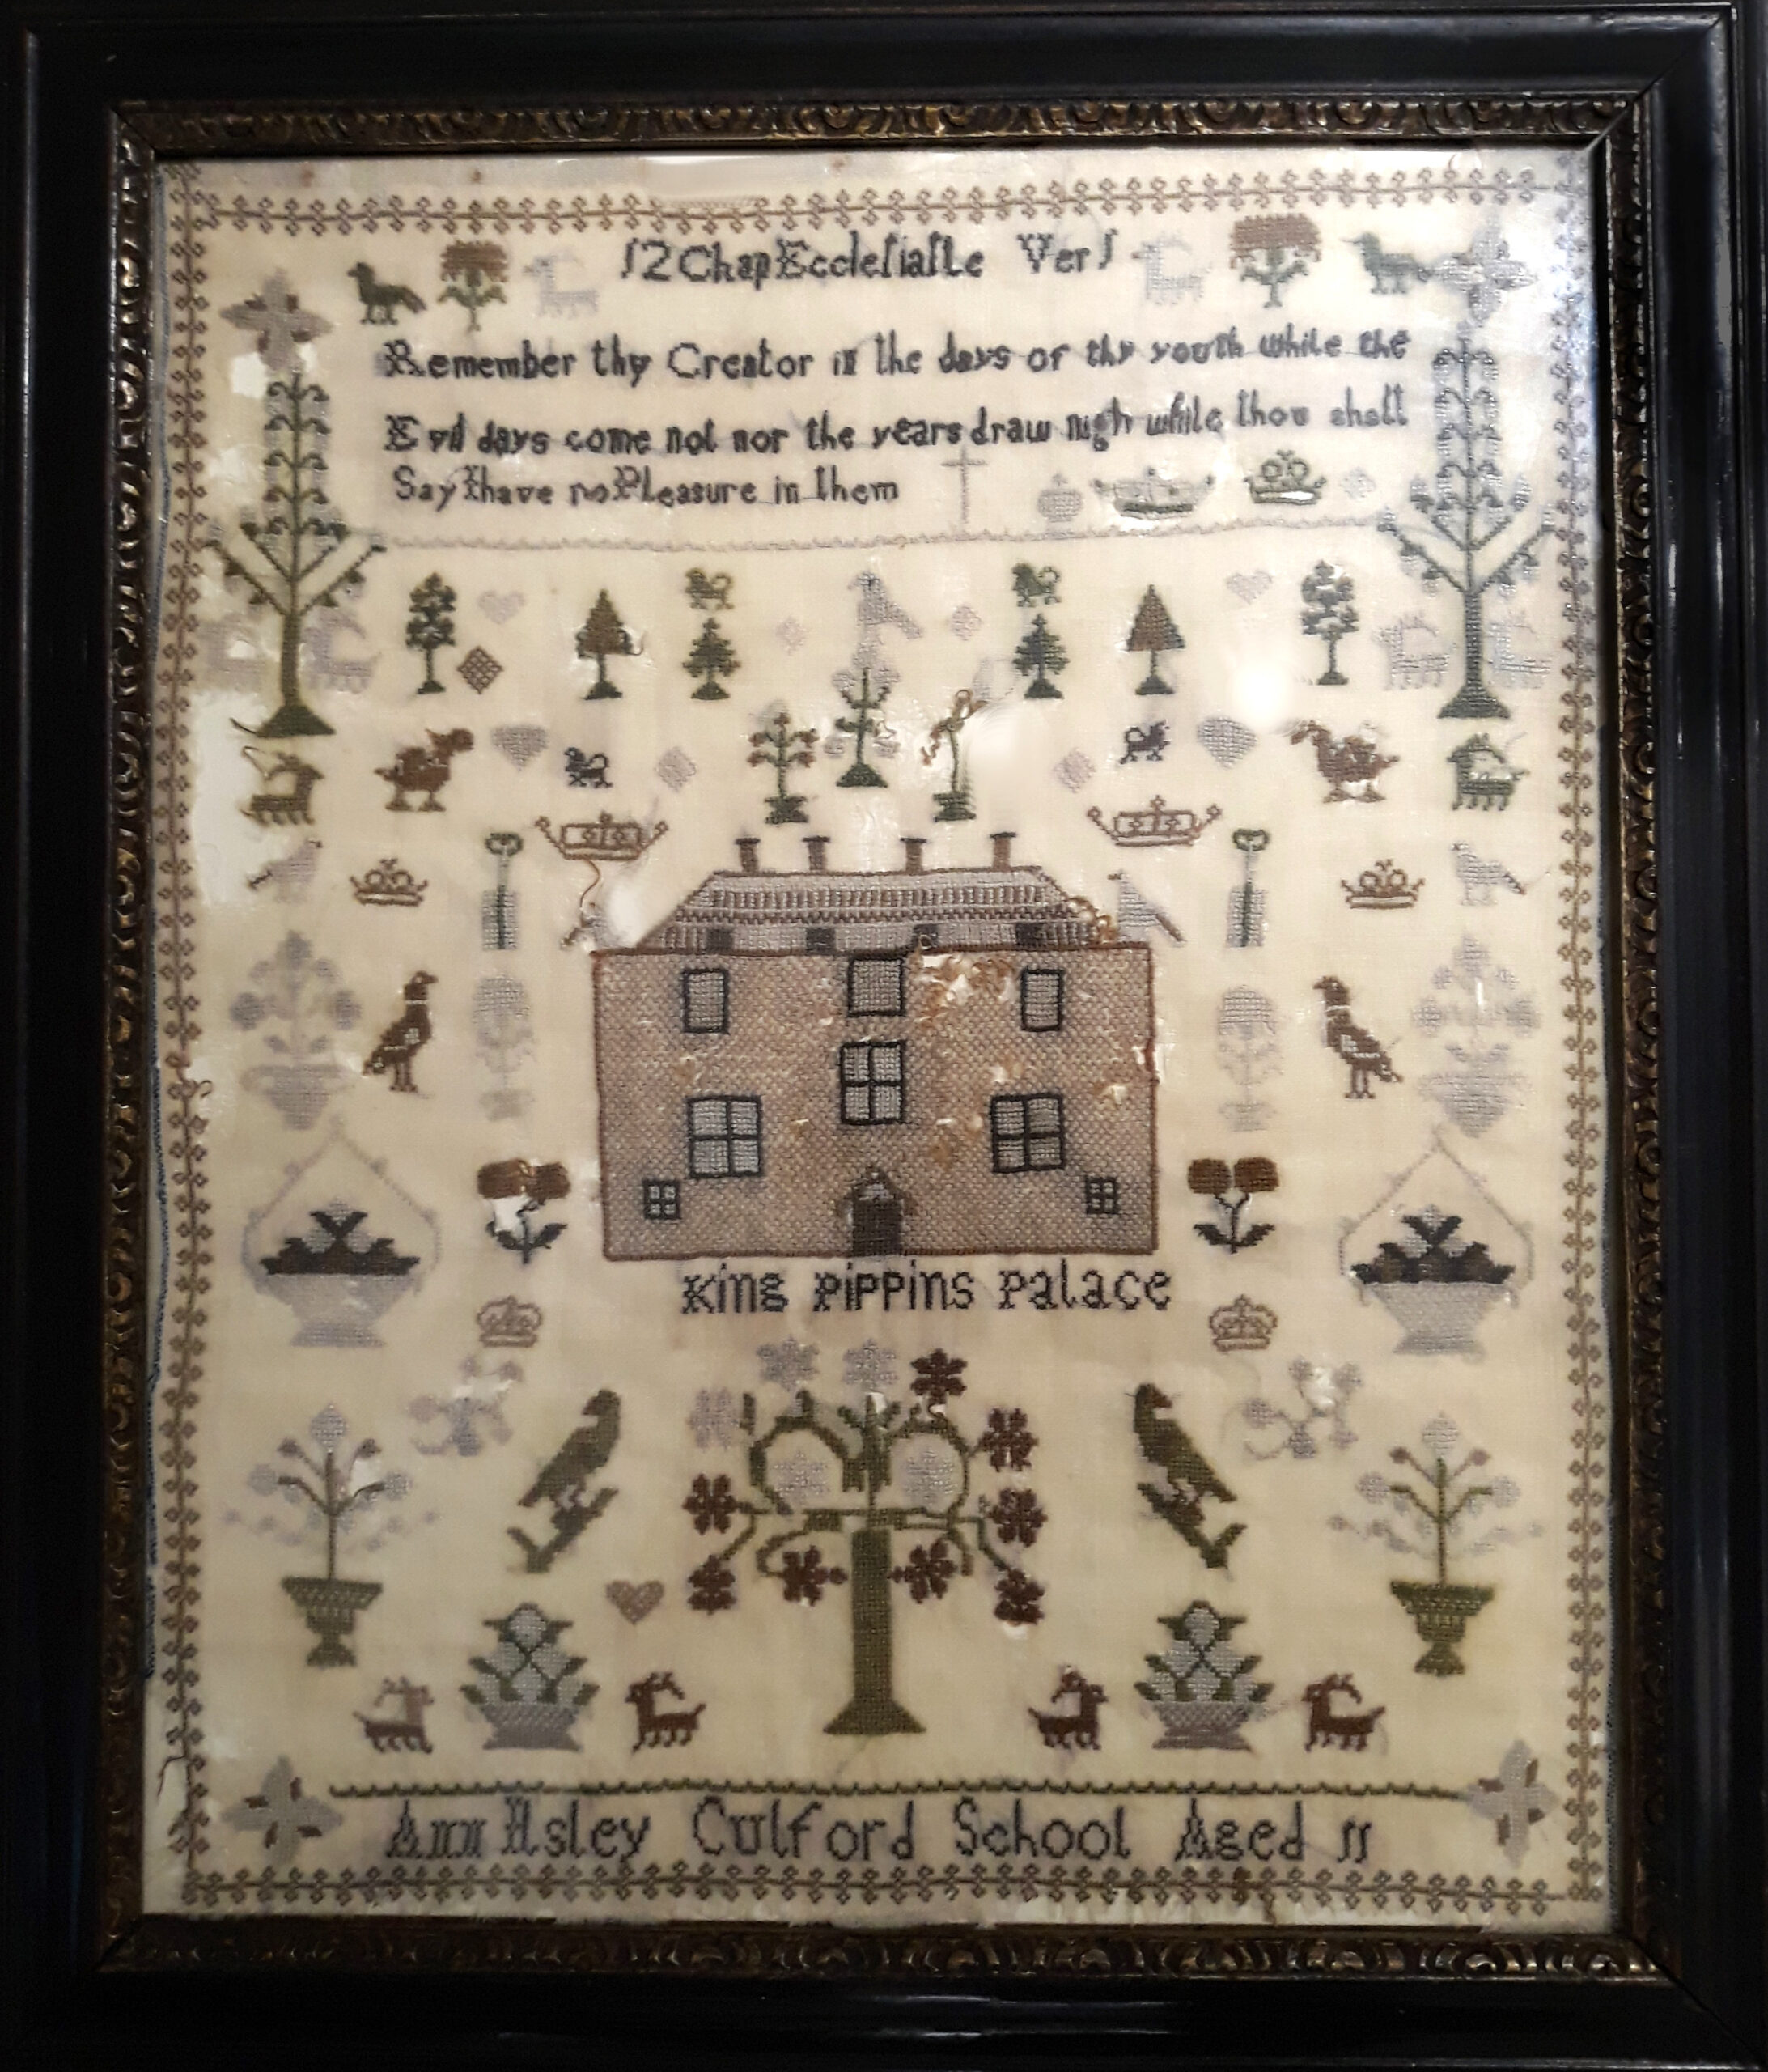 12 Chap Ecclesiaste Ver 1
Remember thy Creator in the days of thy youth while the
Evil days come not nor the years draw nigh while thou shall
Say I have no Pleasure in them
King Pippins Palace
Ann Ilsley Culford School Aged 11